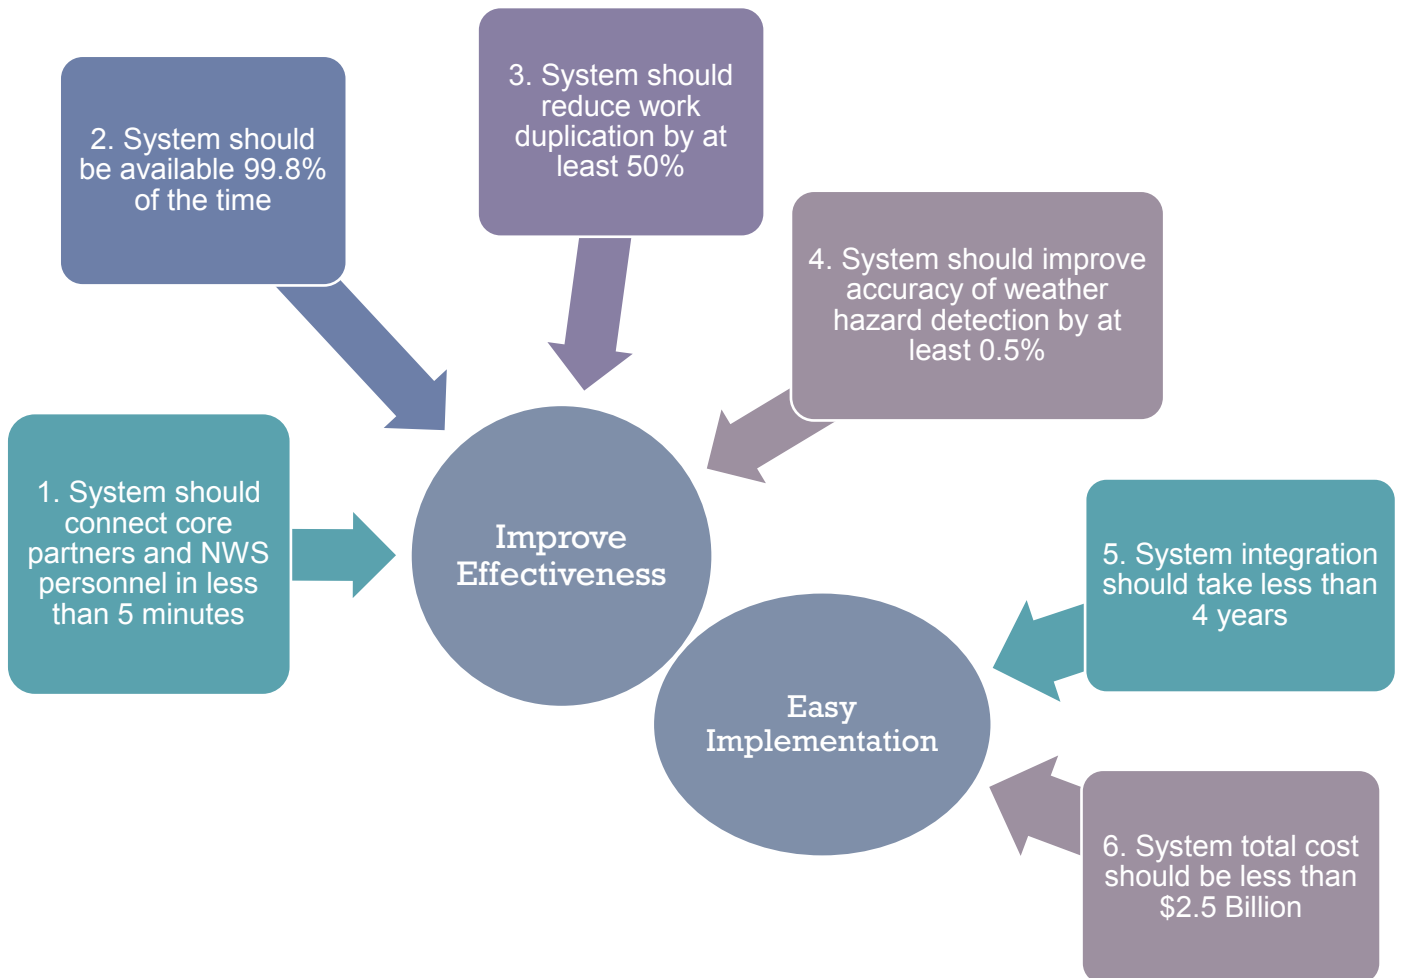 1. System should
connect core
partners and NWS
personnel in less
than 5 minutes
2. System should
be available 99.8%
of the time
3. System should
reduce work
duplication by at
least 50%
4. System should improve
accuracy of weather
hazard detection by at
least 0.5%
Improve
Effectiveness
5. System integration
should take less than
4 years
Easy
Implementation
6. System total cost
should be less than
$2.5 Billion